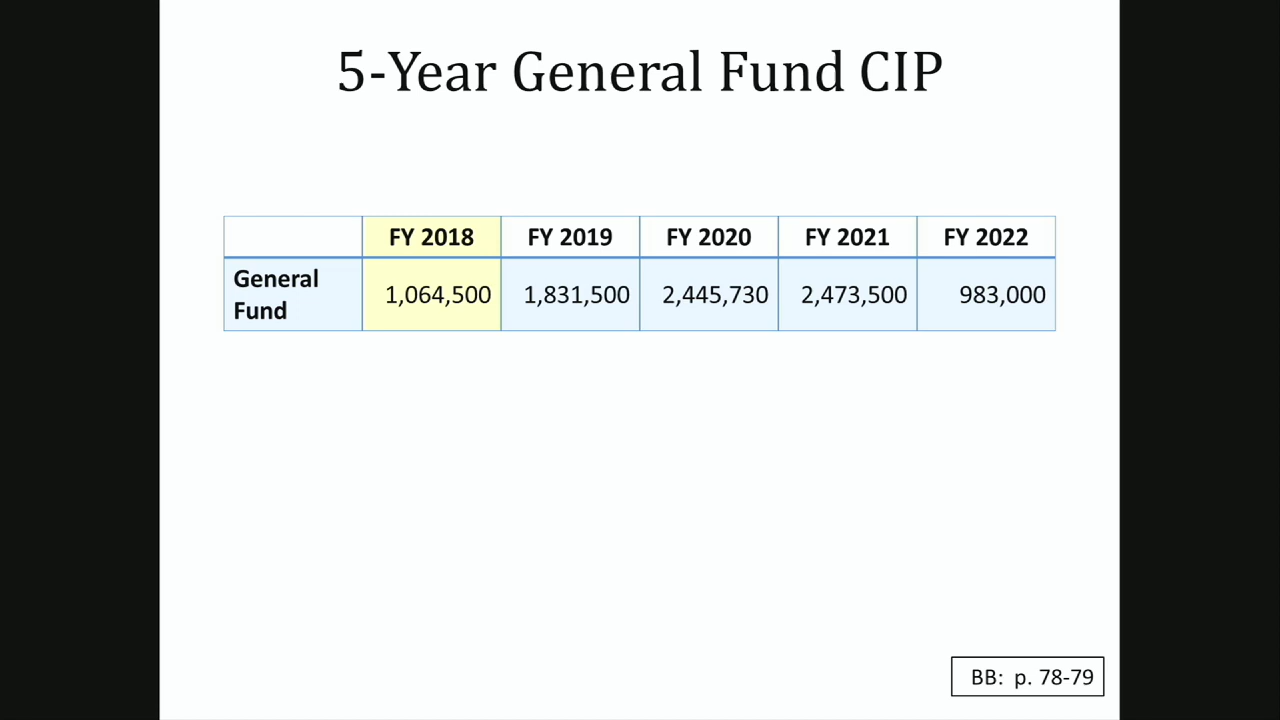 5-Year General Fund CIP
FY 2018 FY 2019 FY 2020 FY 2021 FY 2022
General
Fund
1,064,500 1,831,500 2,445,730 2,473,500 983,000
BB: p. 78-79